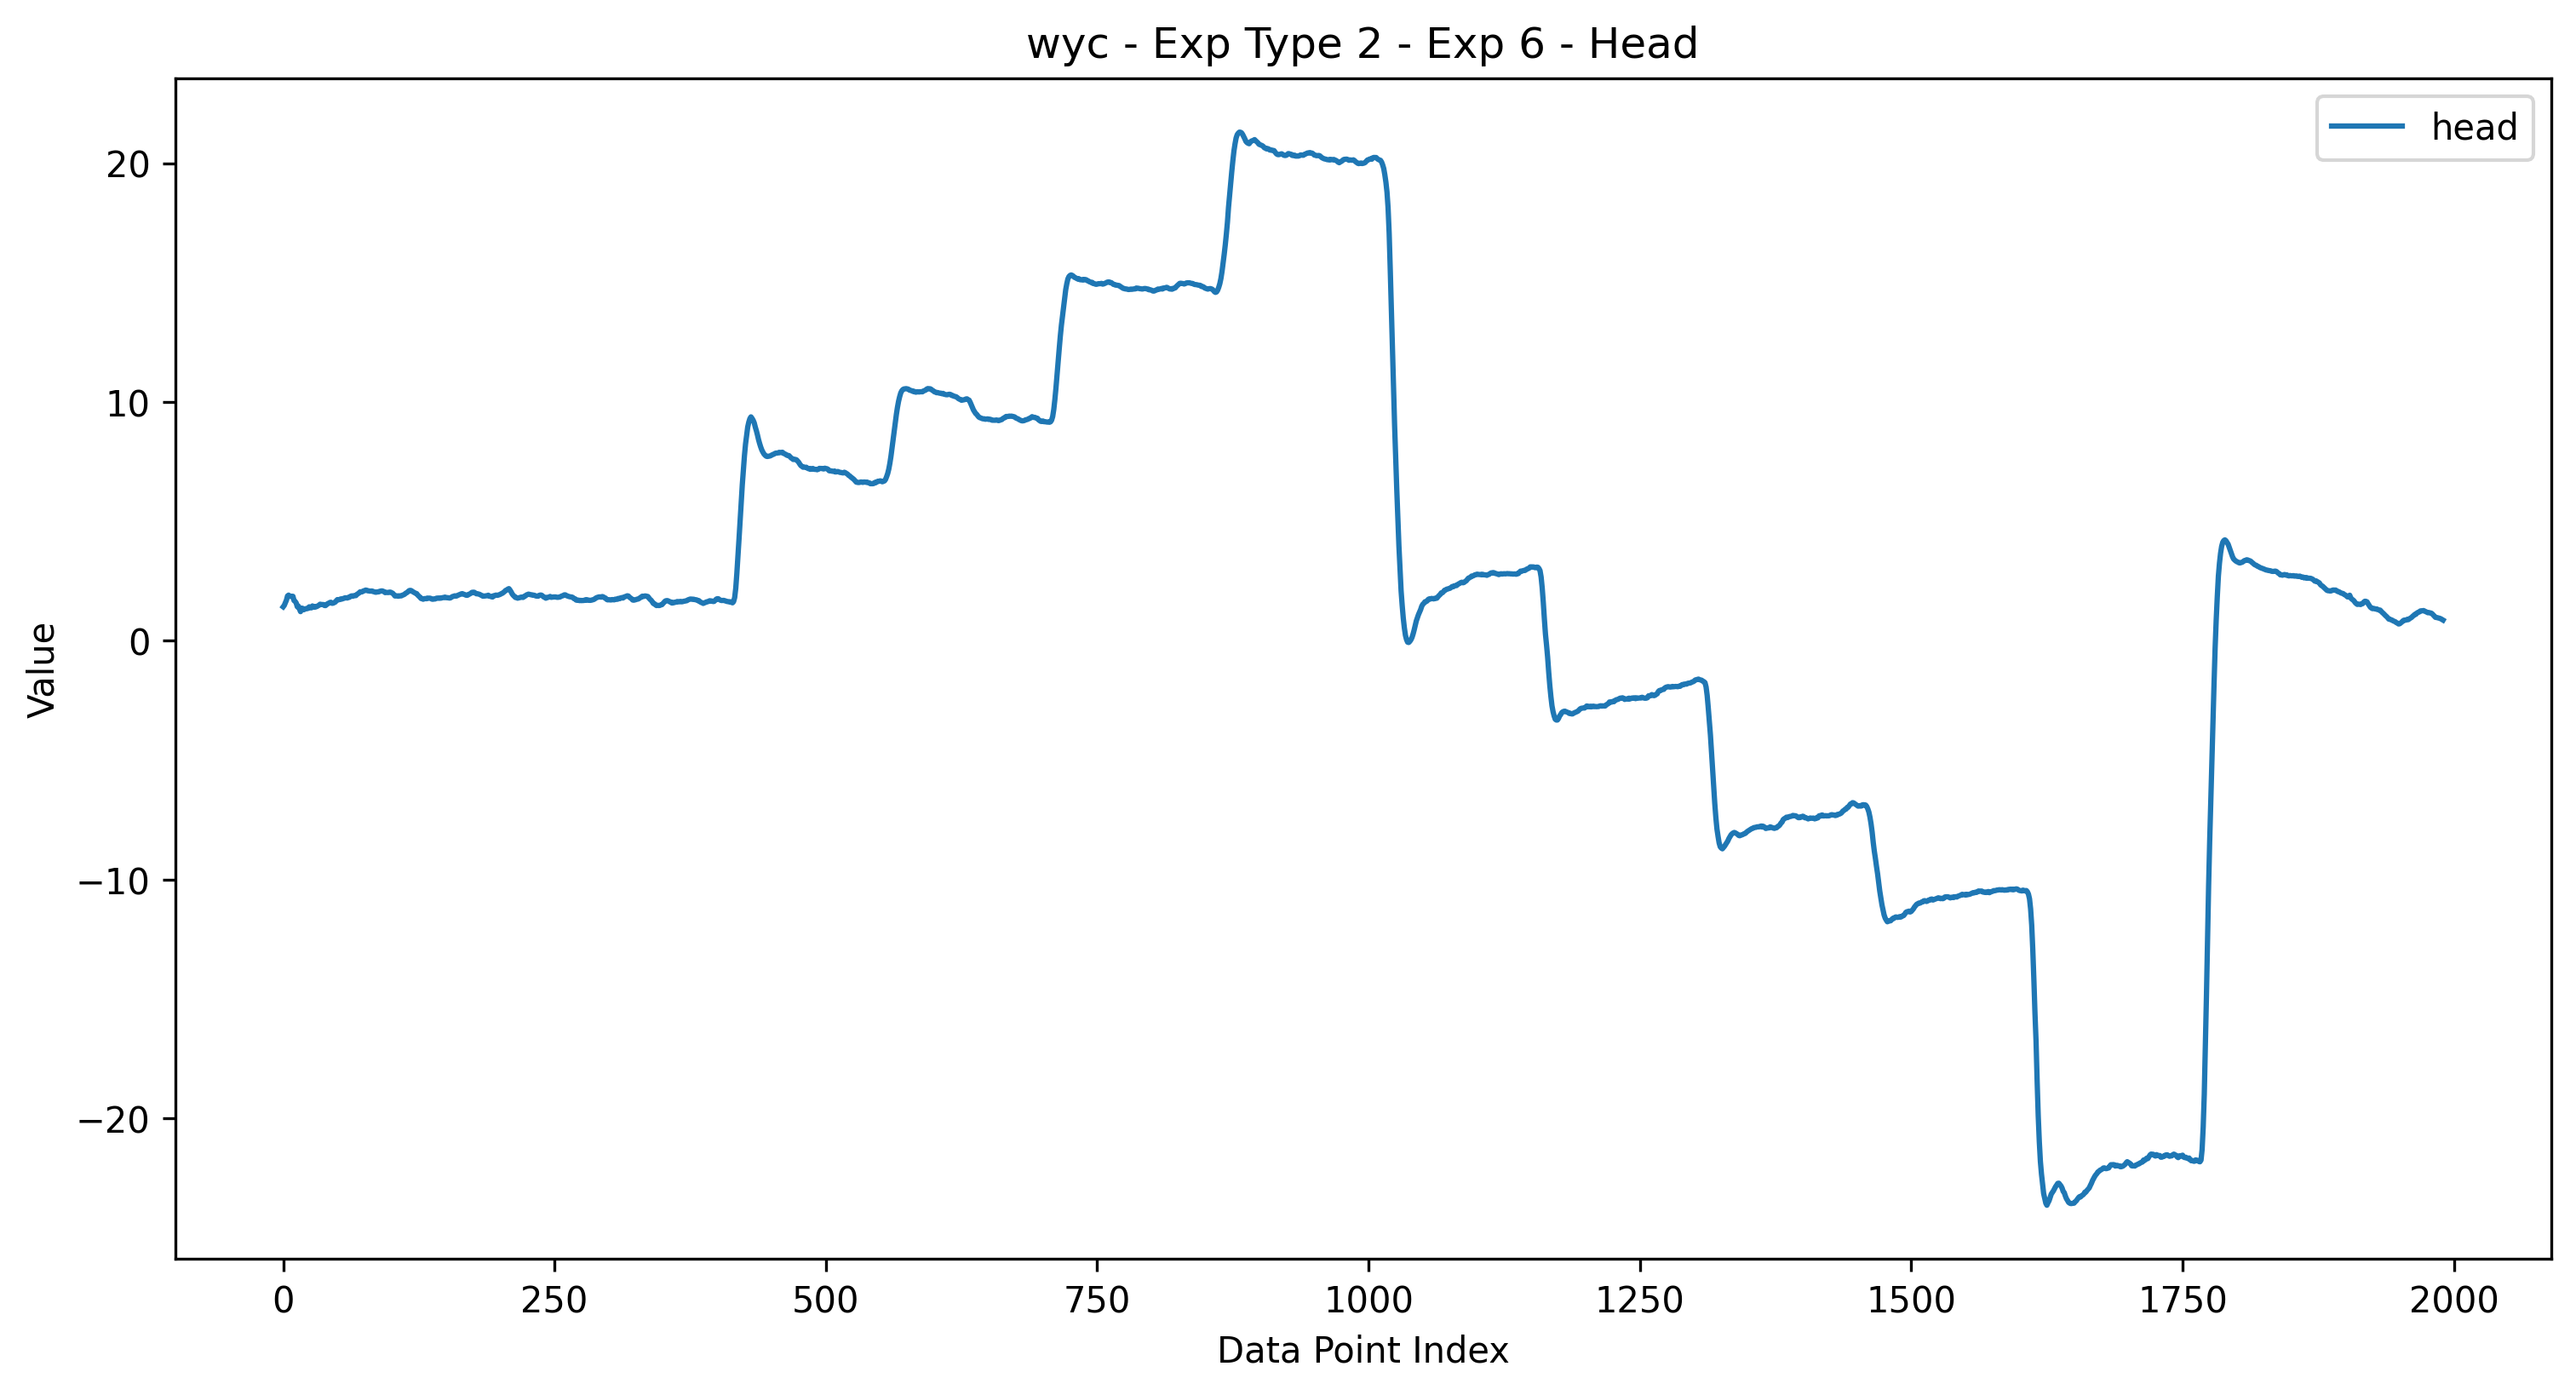 wyc - Exp Type 2 - Exp 6 - Head
head
20
10
0
−10
−20
Value
0 250 500 750 1000 1250 1500 1750 2000
Data Point Index